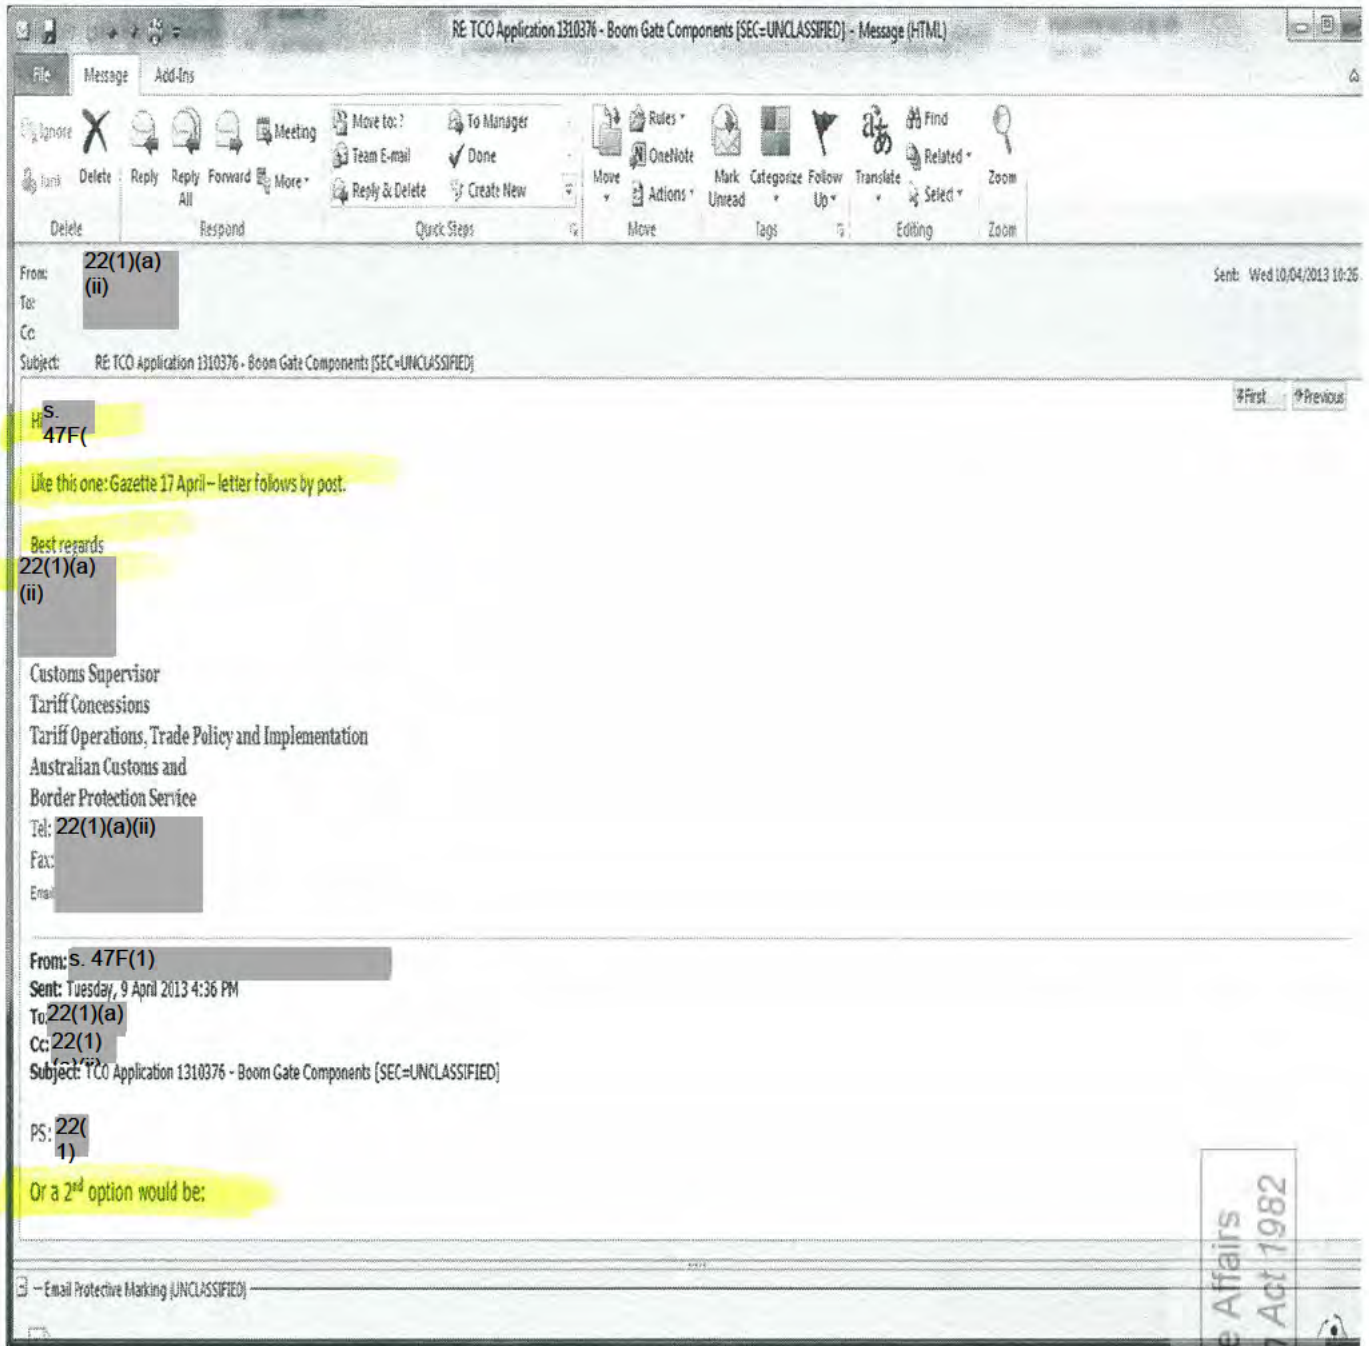 RE TCO Application 1310376 - Boom Gate Components [SEC=UNCLASSIFIED] - Message (HTML)
File Message Add-Ins
Ignore
Junk
Delete
Reply
Reply All
Forward
Meeting
More
Move to: ?
To Manager
Team E-mail
Done
Reply & Delete
Create New
Move
Rules
OneNote
Actions
Mark Unread
Categorize
Follow Up
Translate
Find
Related
Select
Zoom
Delete Respond Quick Steps Move Tags Editing Zoom
From: 22(1)(a)
(ii)
Sent: Wed 10/04/2013 10:26
To:
Cc
Subject: RE TCO Application 1310376 - Boom Gate Components [SEC=UNCLASSIFIED]
First Previous
Hi s.
47F(
Like this one: Gazette 17 April – letter follows by post.
Best regards
22(1)(a)
(ii)
Customs Supervisor
Tariff Concessions
Tariff Operations, Trade Policy and Implementation
Australian Customs and
Border Protection Service
Tel: 22(1)(a)(ii)
Fax:
Email
From: s. 47F(1)
Sent: Tuesday, 9 April 2013 4:36 PM
To: 22(1)(a)
Cc: 22(1)
Subject: TCO Application 1310376 - Boom Gate Components [SEC=UNCLASSIFIED]
PS: 22(
1)
Or a 2nd option would be:
Email Protective Marking (UNCLASSIFIED)
Affairs
Act 1982